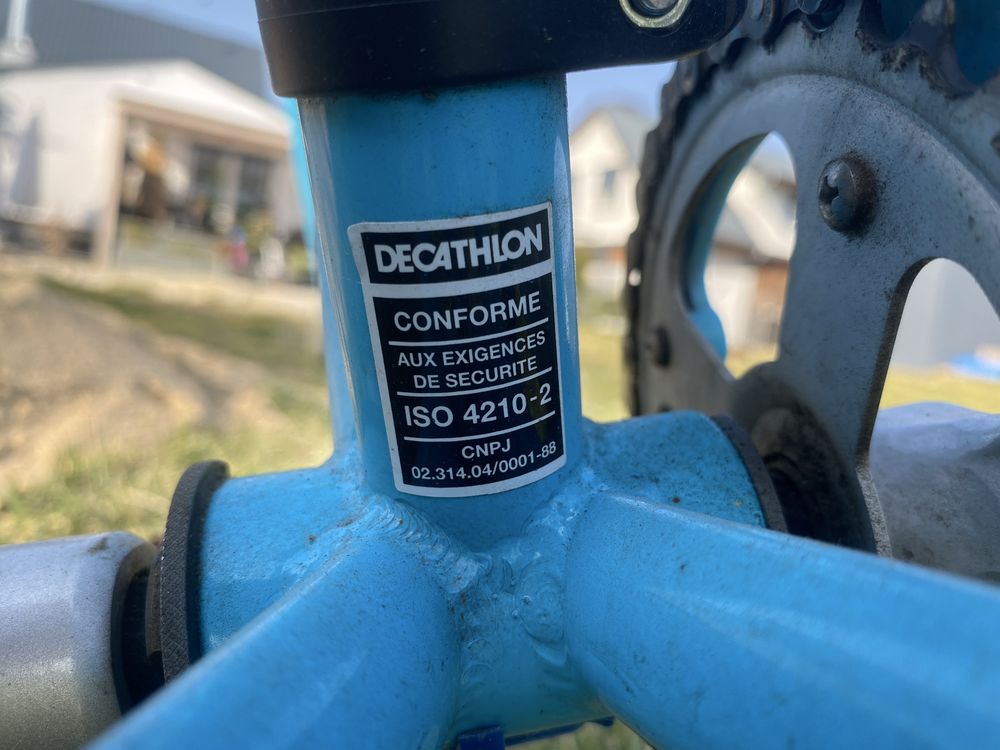 DECATHLON
CONFORME
AUX EXIGENCES
DE SECURITE
ISO 4210-2
CNPJ
02.314.04/0001-88